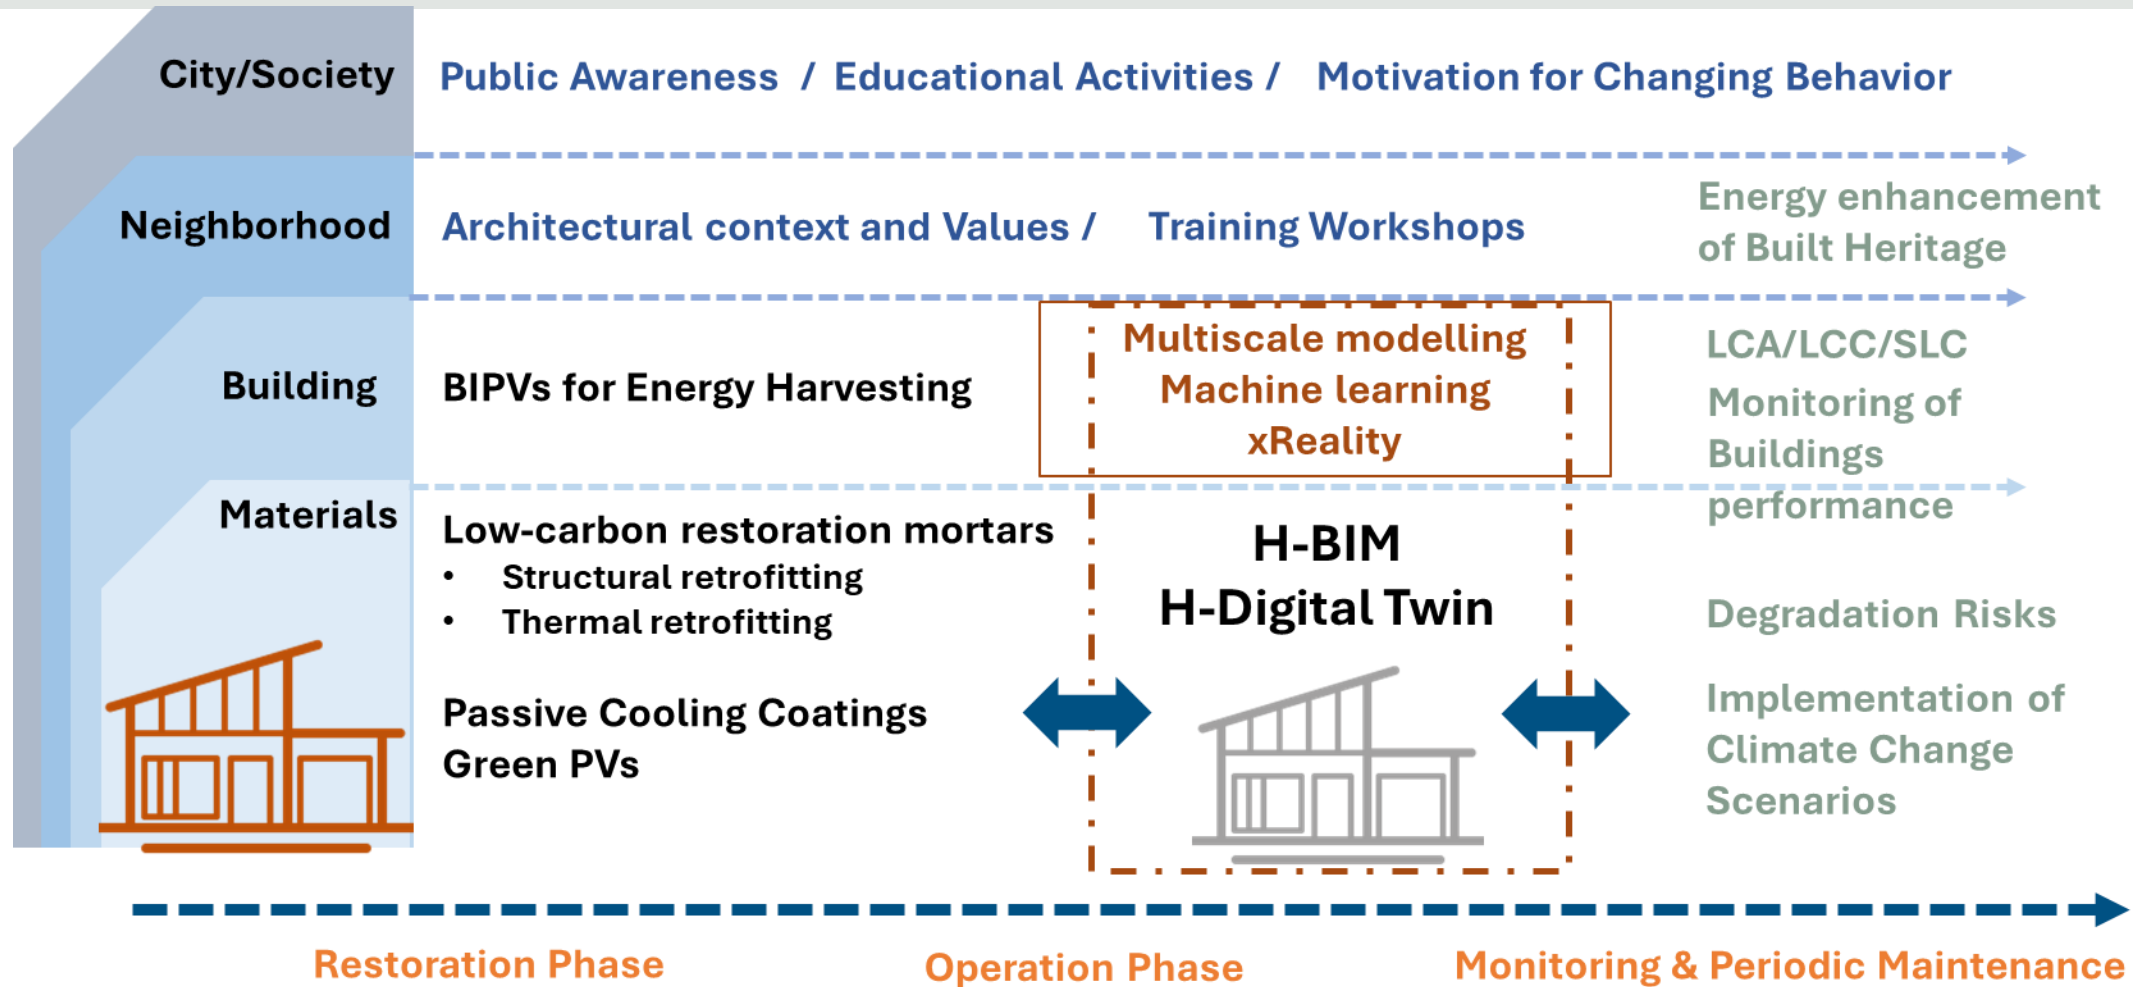 City/Society
Public Awareness / Educational Activities / Motivation for Changing Behavior
Neighborhood
Architectural context and Values / Training Workshops
Energy enhancement
of Built Heritage
Building
BIPVs for Energy Harvesting
Multiscale modelling
Machine learning
xReality
LCA/LCC/SLC
Monitoring of
Buildings
performance
Materials
Low-carbon restoration mortars
• Structural retrofitting
• Thermal retrofitting
Passive Cooling Coatings
Green PVs
H-BIM
H-Digital Twin
Degradation Risks
Implementation of
Climate Change
Scenarios
Restoration Phase
Operation Phase
Monitoring & Periodic Maintenance